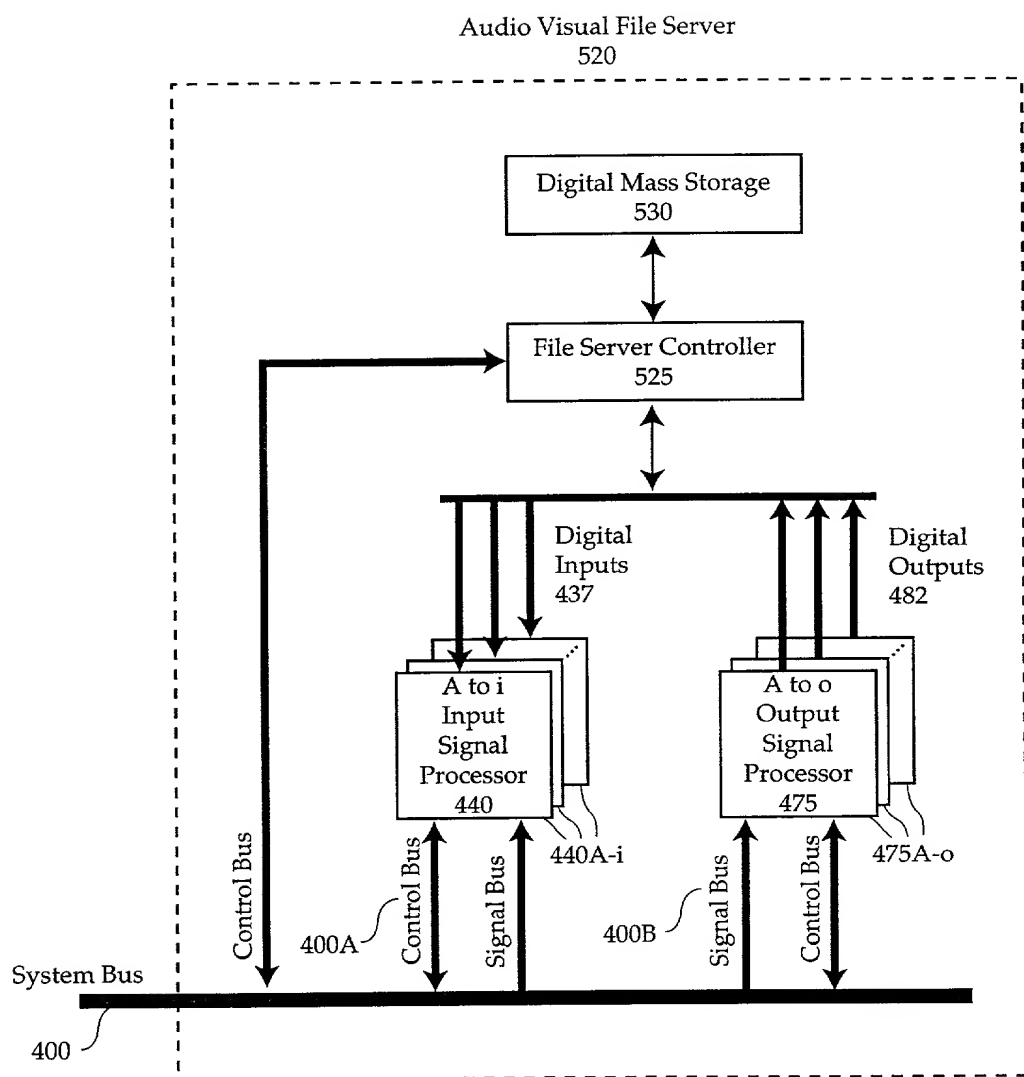 Audio Visual File Server
520
Digital Mass Storage
530
File Server Controller
525
Digital
Inputs
437
Digital
Outputs
482
A to i
Input
Signal
Processor
440
A to o
Output
Signal
Processor
475
440A-i
475A-o
Control Bus
400A
Control Bus
Signal Bus
400B
Signal Bus
Control Bus
System Bus
400